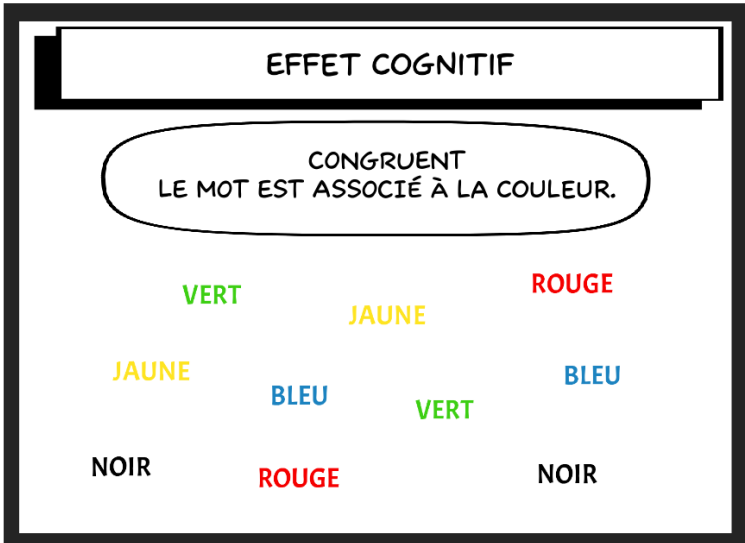 EFFET COGNITIF
CONGRUENT
LE MOT EST ASSOCIÉ À LA COULEUR.
VERT
JAUNE
ROUGE
JAUNE
BLEU
VERT
BLEU
NOIR
ROUGE
NOIR